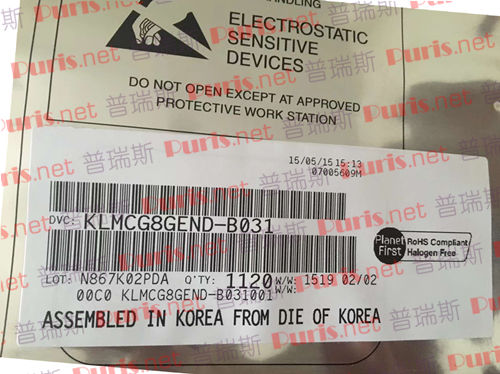 HANDLING
ELECTROSTATIC
SENSITIVE
DEVICES
DO NOT OPEN EXCEPT AT APPROVED
PROTECTIVE WORK STATION
15/05/15 15:13
07005609M
DVC: KLMCG8GEND-B031
Planet First
RoHS Compliant
Halogen Free
LOT: N867K02PDA Q'TY: 1120 W/W: 1519 02/02
00C0 KLMCG8GEND-B031001
ASSEMBLED IN KOREA FROM DIE OF KOREA
Puris.net 普瑞斯